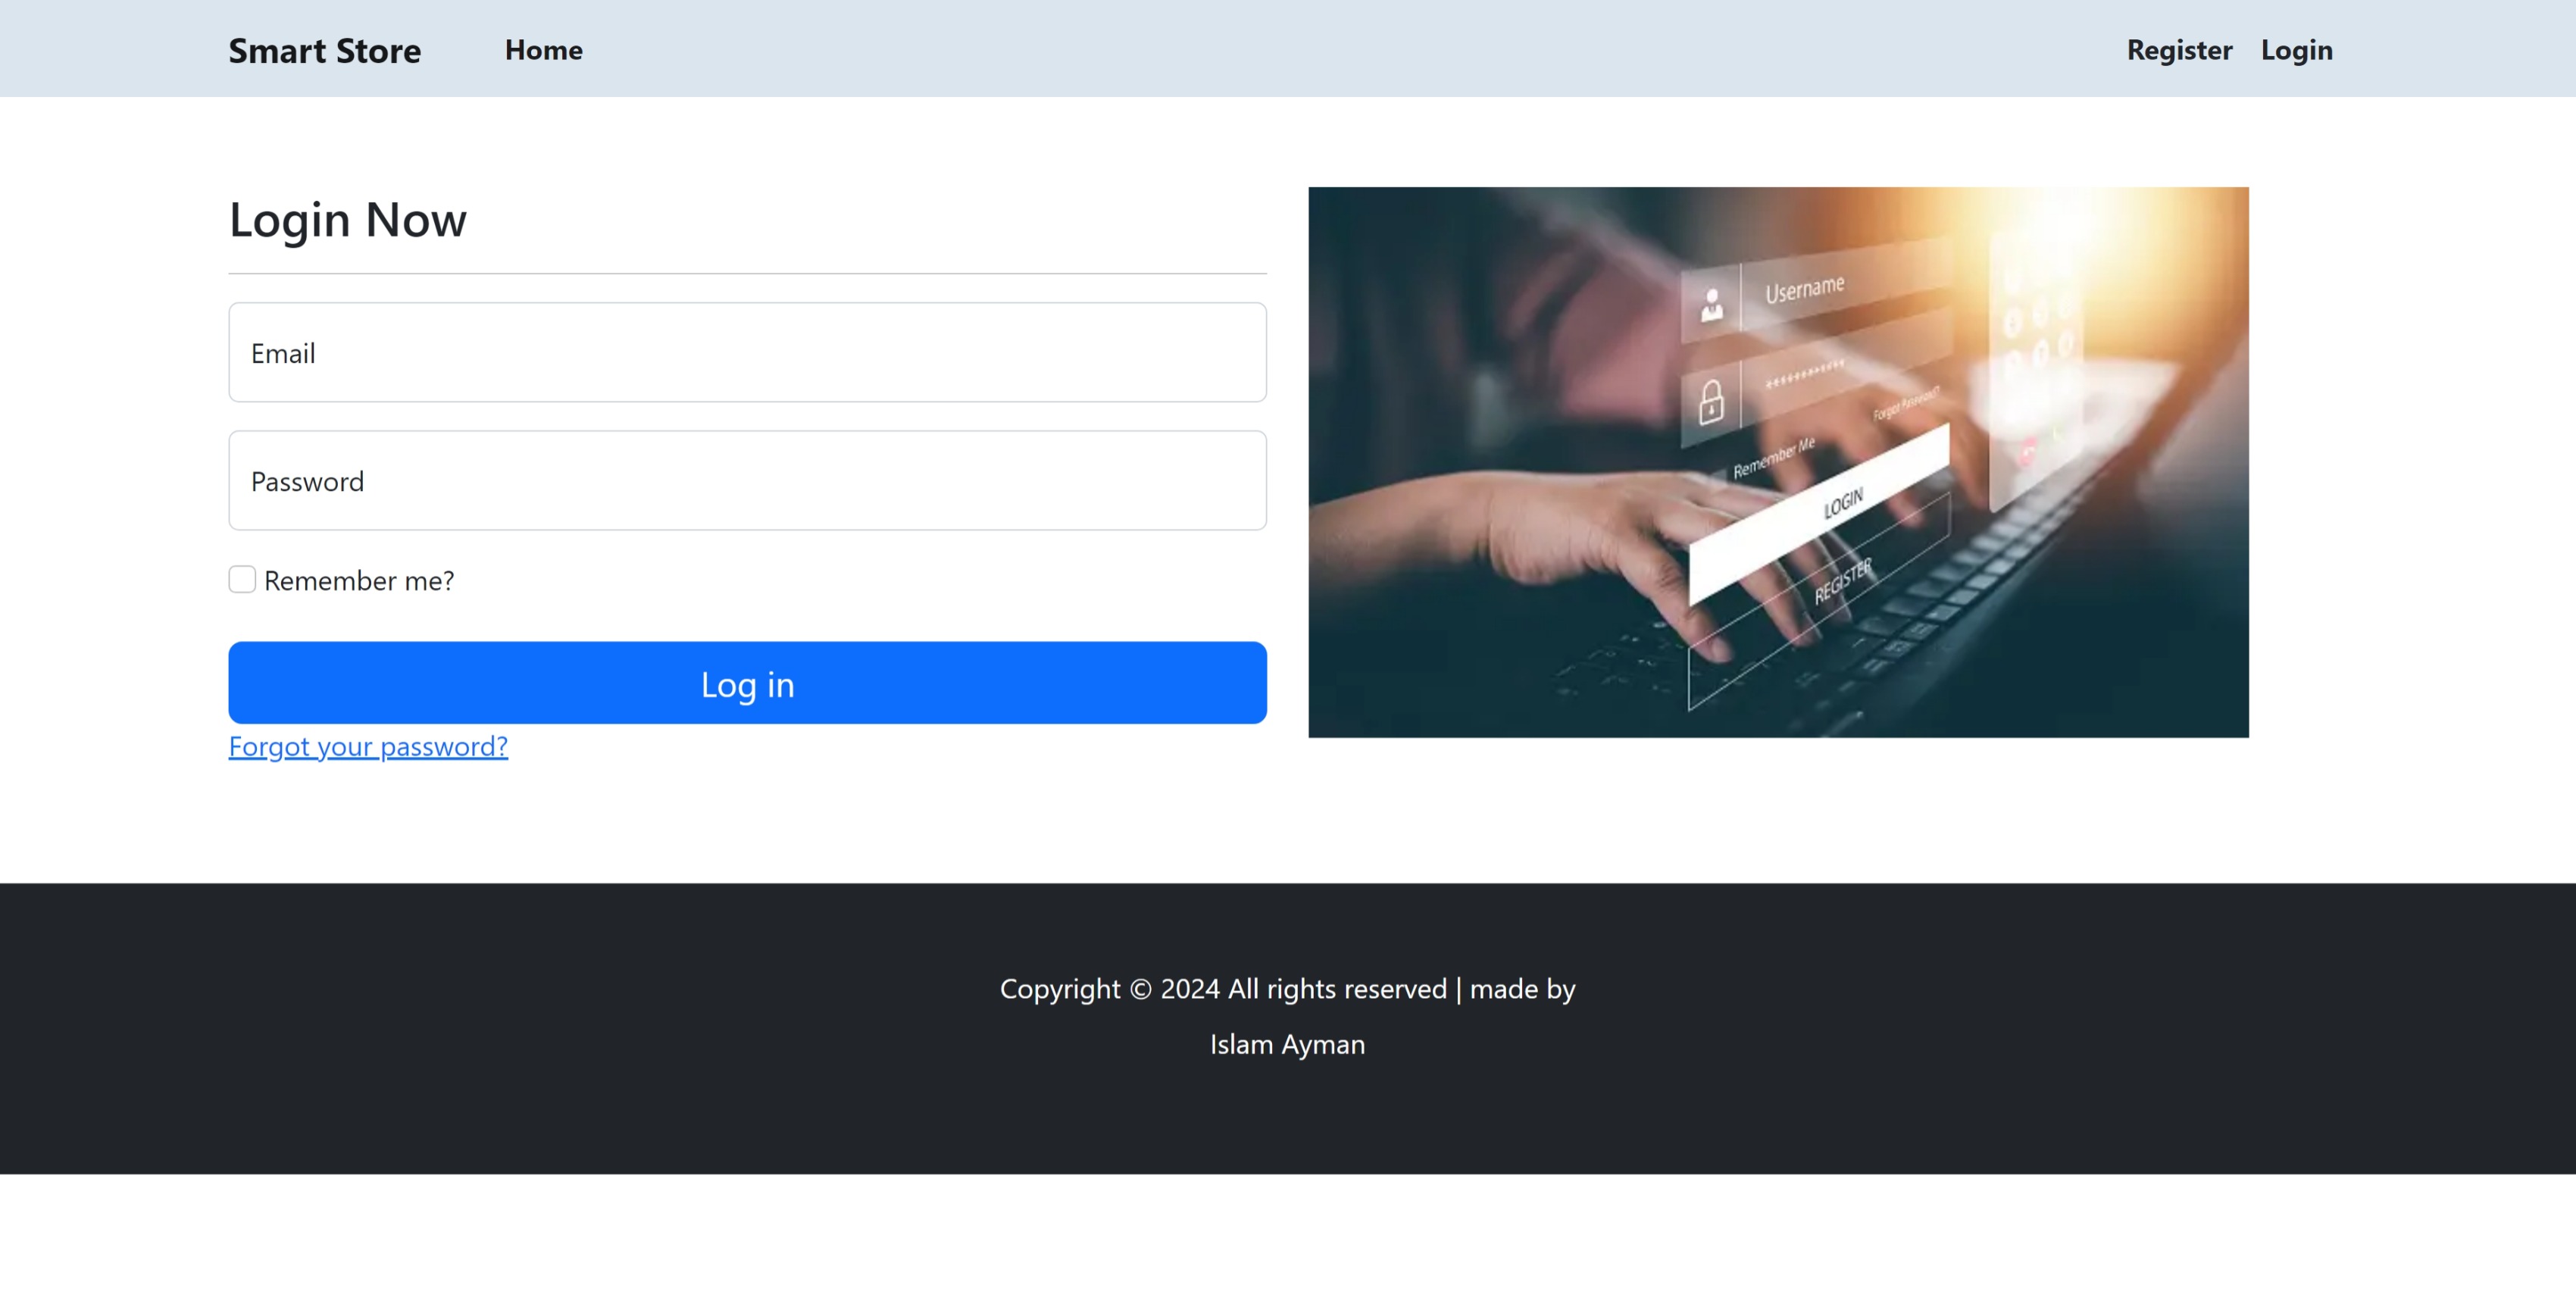 Smart Store Home Register Login
Login Now
Email
Password
Remember me?
Log in
Forgot your password?
Username
************
Forgot Password?
Remember Me
LOGIN
REGISTER
Copyright © 2024 All rights reserved | made by
Islam Ayman